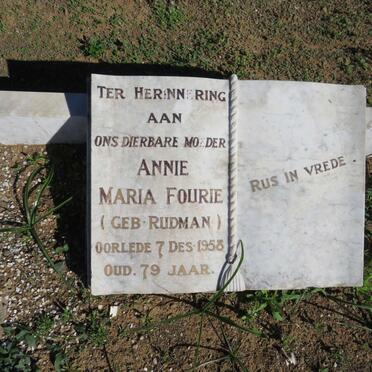 TER HERINNERING
AAN
ONS DIERBARE MOEDER
ANNIE
MARIA FOURIE
( GEB. RUDMAN )
OORLEDE 7 DES. 1958
OUD. 79 JAAR.
RUS IN VREDE